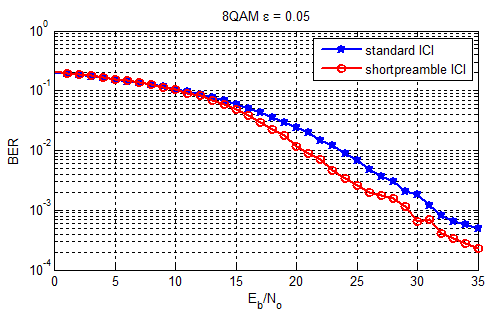 8QAM ε = 0.05
standard ICI
shortpreamble ICI
BER
10^0
10^-1
10^-2
10^-3
10^-4
0 5 10 15 20 25 30 35
E_b/N_o